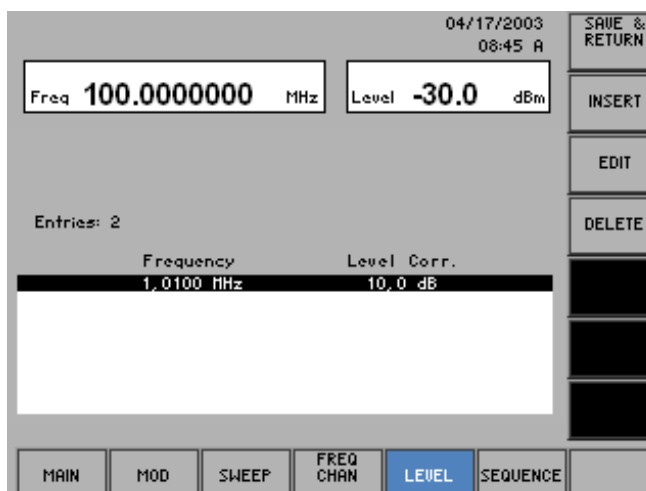 04/17/2003
08:45 A
SAVE &
RETURN
Freq 100.0000000 MHz
Level -30.0 dBm
INSERT
EDIT
Entries: 2
DELETE
Frequency Level Corr.
1,0100 MHz 10,0 dB
MAIN
MOD
SWEEP
FREQ
CHAN
LEVEL
SEQUENCE